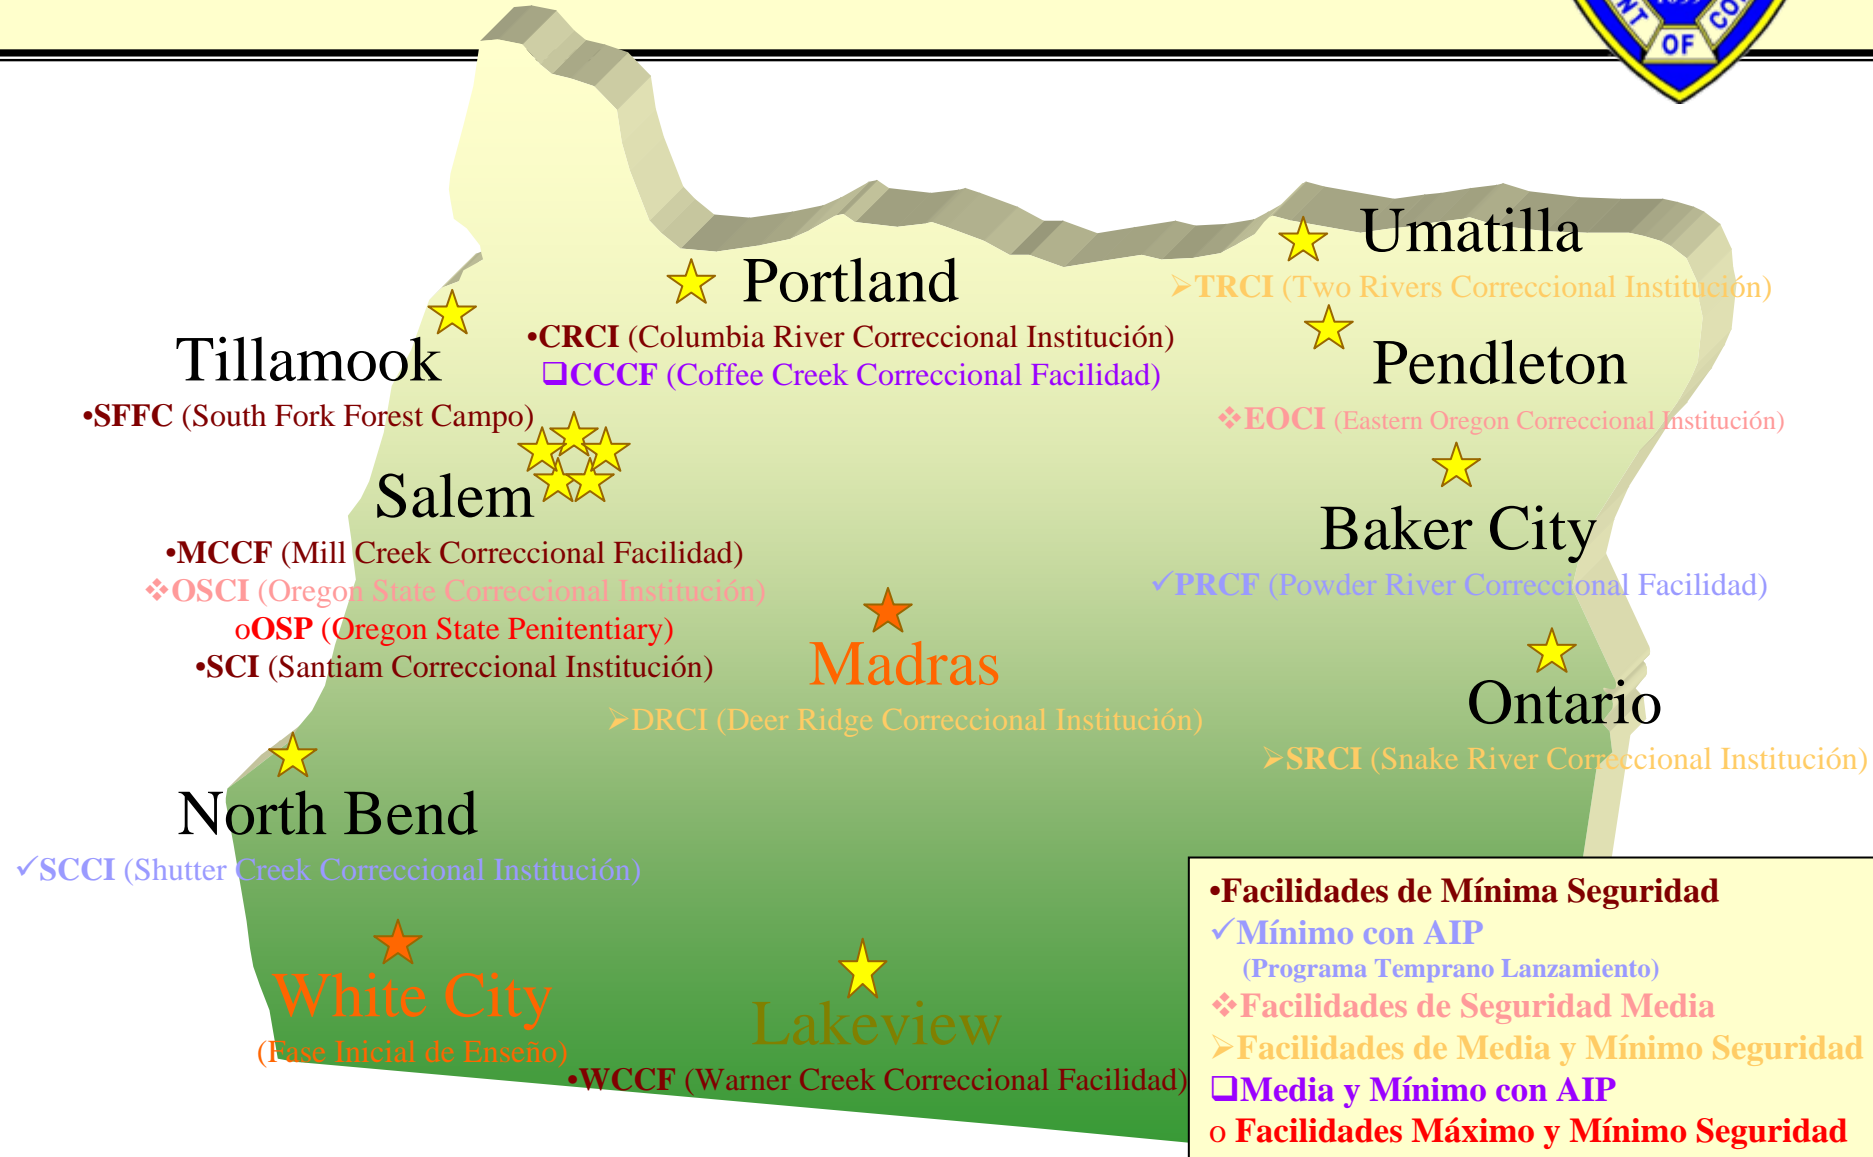 OF
Umatilla
➢TRCI (Two Rivers Correccional Institución)
Portland
•CRCI (Columbia River Correccional Institución)
❑CCCF (Coffee Creek Correccional Facilidad)
Tillamook
•SFFC (South Fork Forest Campo)
Pendleton
❖EOCI (Eastern Oregon Correccional Institución)
Salem
•MCCF (Mill Creek Correccional Facilidad)
❖OSCI (Oregon State Correccional Institución)
oOSP (Oregon State Penitentiary)
•SCI (Santiam Correccional Institución)
Baker City
✓PRCF (Powder River Correccional Facilidad)
Madras
➢DRCI (Deer Ridge Correccional Institución)
Ontario
➢SRCI (Snake River Correccional Institución)
North Bend
✓SCCI (Shutter Creek Correccional Institución)
White City
(Fase Inicial de Enseño)
Lakeview
•WCCF (Warner Creek Correccional Facilidad)
•Facilidades de Mínima Seguridad
✓Mínimo con AIP
(Programa Temprano Lanzamiento)
❖Facilidades de Seguridad Media
➢Facilidades de Media y Mínimo Seguridad
❑Media y Mínimo con AIP
o Facilidades Máximo y Mínimo Seguridad